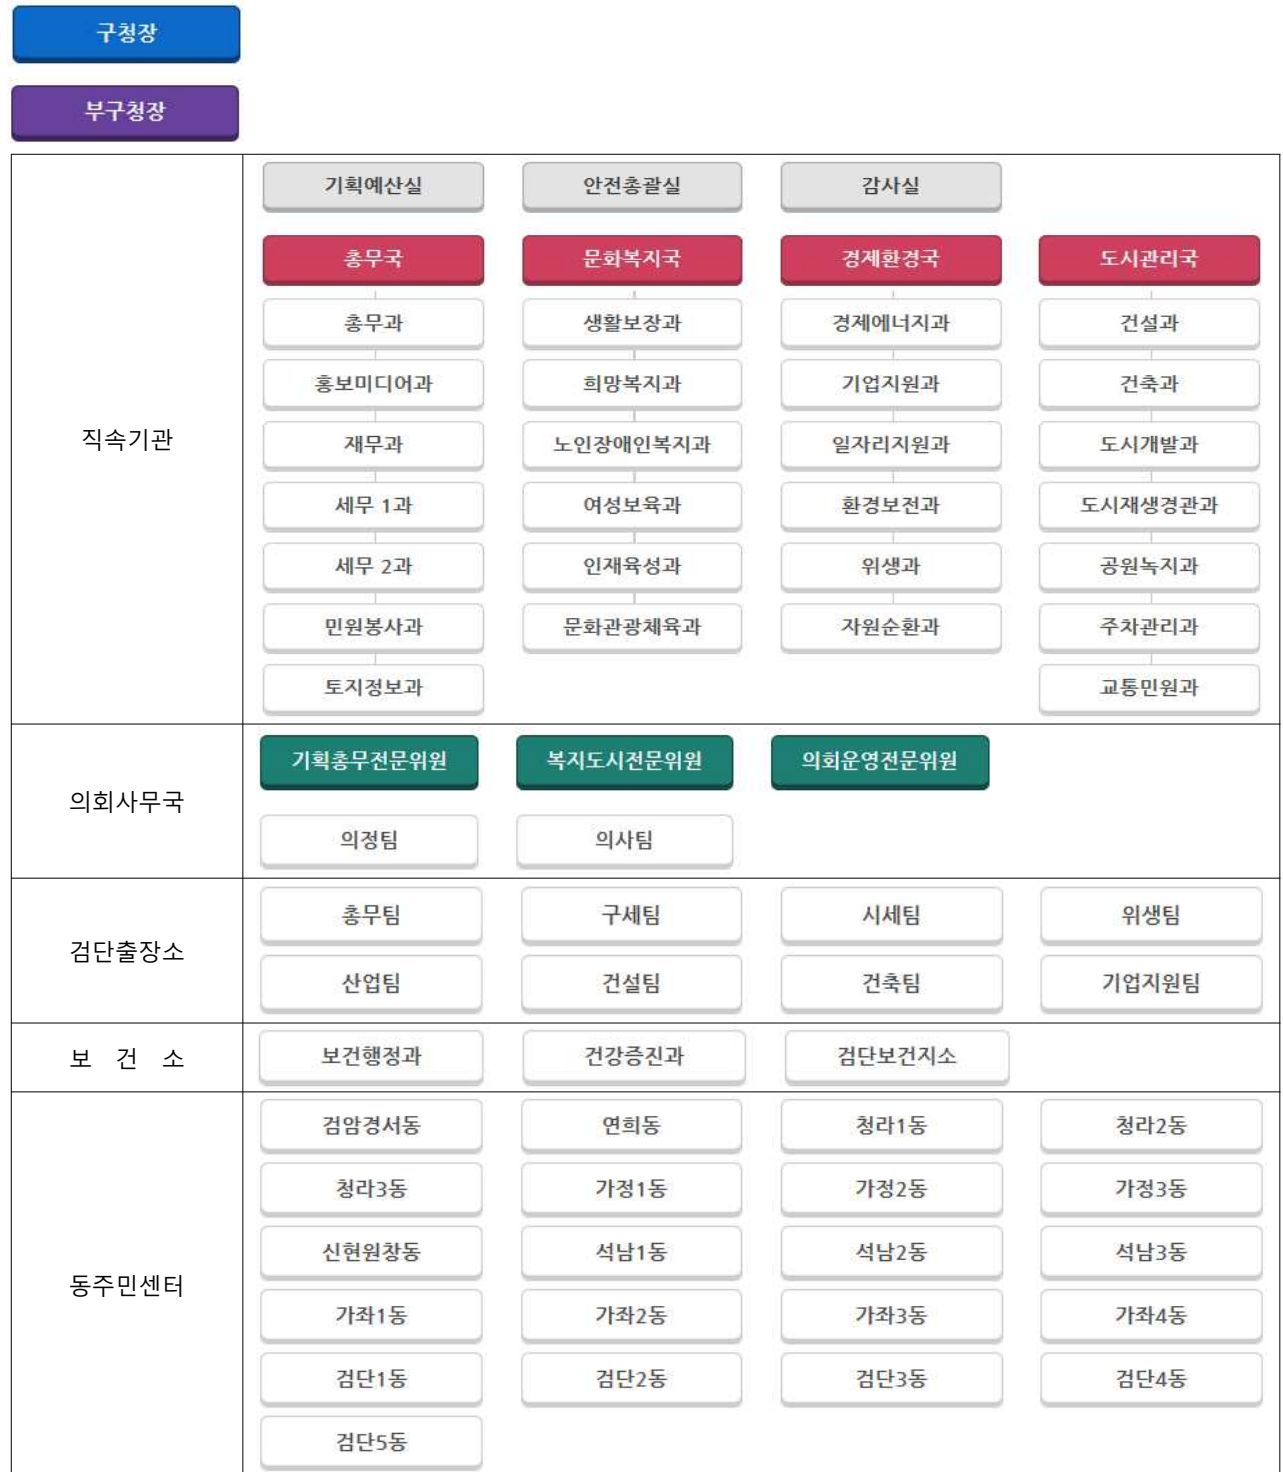 구청장
부구청장
직속기관
기획예산실 안전총괄실 감사실
총무국 문화복지국 경제환경국 도시관리국
총무과 생활보장과 경제에너지과 건설과
홍보미디어과 희망복지과 기업지원과 건축과
재무과 노인장애인복지과 일자리지원과 도시개발과
세무 1과 여성보육과 환경보전과 도시재생경관과
세무 2과 인재육성과 위생과 공원녹지과
민원봉사과 문화관광체육과 자원순환과 주차관리과
토지정보과 교통민원과
의회사무국
기획총무전문위원 복지도시전문위원 의회운영전문위원
의정팀 의사팀
검단출장소
총무팀 구세팀 시세팀 위생팀
산업팀 건설팀 건축팀 기업지원팀
보 건 소
보건행정과 건강증진과 검단보건지소
동주민센터
검암경서동 연희동 청라1동 청라2동
청라3동 가정1동 가정2동 가정3동
신현원창동 석남1동 석남2동 석남3동
가좌1동 가좌2동 가좌3동 가좌4동
검단1동 검단2동 검단3동 검단4동
검단5동